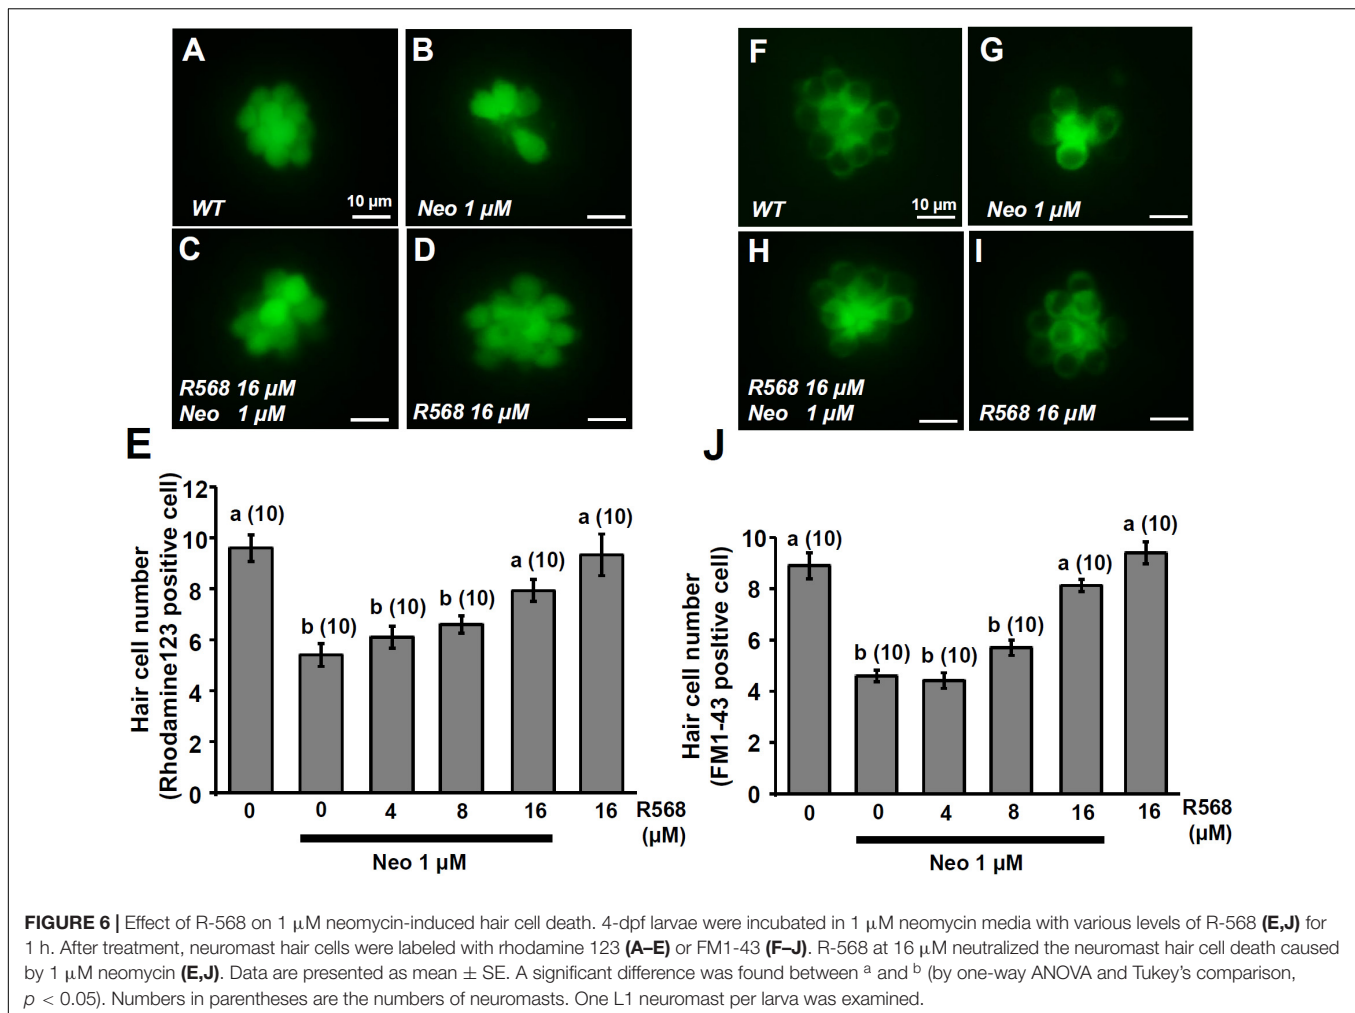 A
B
WT
10 µm
Neo 1 µM
C
D
R568 16 µM
Neo 1 µM
R568 16 µM
F
G
WT
10 µm
Neo 1 µM
H
I
R568 16 µM
Neo 1 µM
R568 16 µM
E
Hair cell number
(Rhodamine123 positive cell)
12
10
8
6
4
2
0
a (10)
b (10)
b (10)
b (10)
a (10)
a (10)
0
0
4
8
16
16
R568
(µM)
Neo 1 µM
J
Hair cell number
(FM1-43 positive cell)
10
8
6
4
2
0
a (10)
b (10)
b (10)
b (10)
a (10)
a (10)
0
0
4
8
16
16
R568
(µM)
Neo 1 µM
FIGURE 6 | Effect of R-568 on 1 µM neomycin-induced hair cell death. 4-dpf larvae were incubated in 1 µM neomycin media with various levels of R-568 (E,J) for
1 h. After treatment, neuromast hair cells were labeled with rhodamine 123 (A–E) or FM1-43 (F–J). R-568 at 16 µM neutralized the neuromast hair cell death caused
by 1 µM neomycin (E,J). Data are presented as mean ± SE. A significant difference was found between a and b (by one-way ANOVA and Tukey's comparison,
p < 0.05). Numbers in parentheses are the numbers of neuromasts. One L1 neuromast per larva was examined.